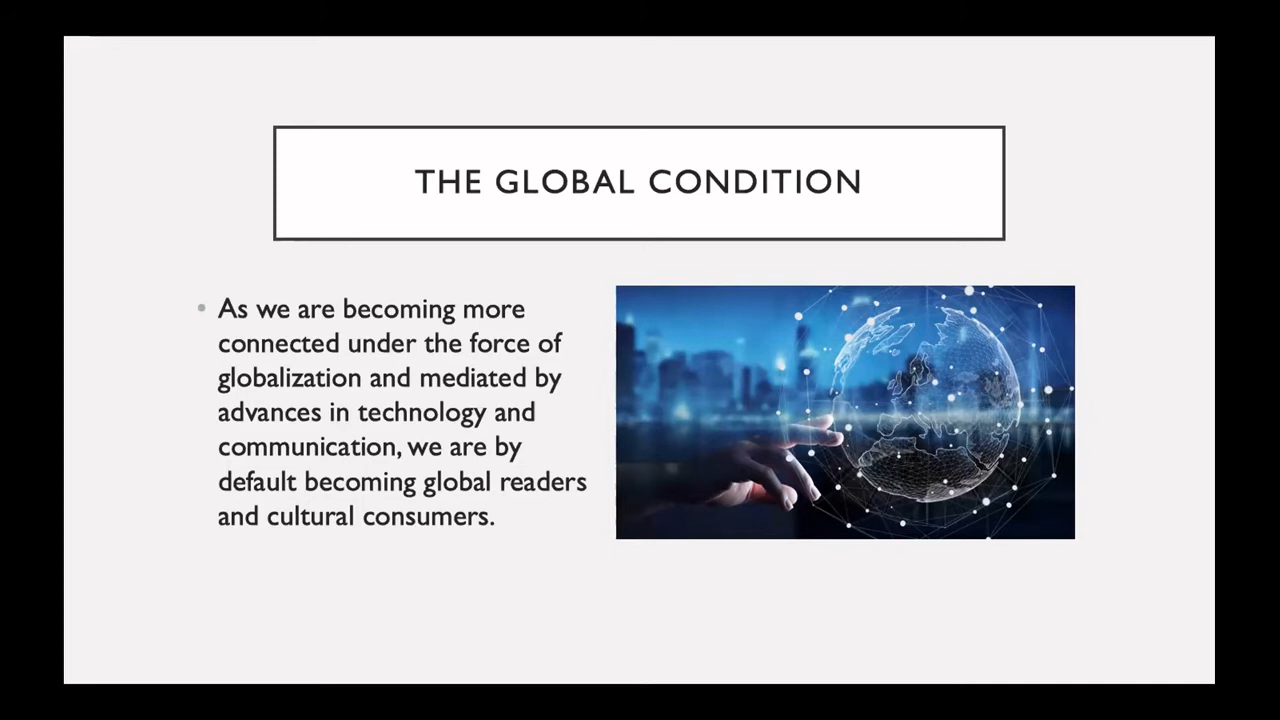 THE GLOBAL CONDITION
• As we are becoming more
connected under the force of
globalization and mediated by
advances in technology and
communication, we are by
default becoming global readers
and cultural consumers.